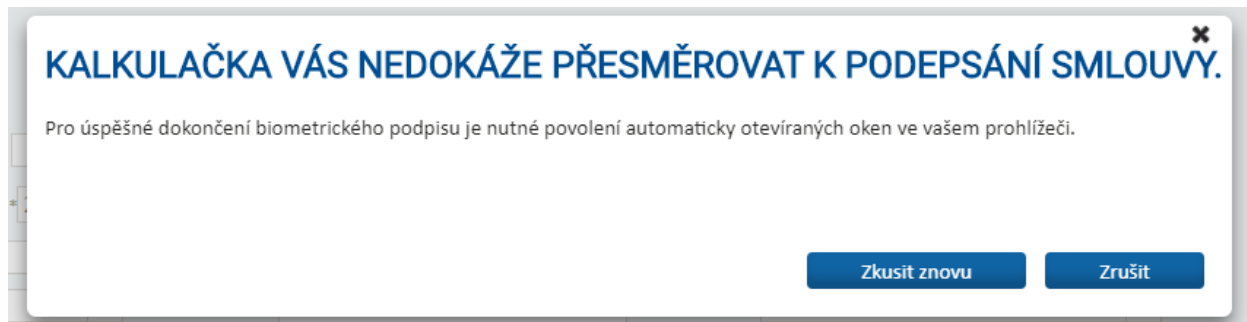 KALKULAČKA VÁS NEDOKÁŽE PŘESMĚROVAT K PODEPSÁNÍ SMLOUVY.
Pro úspěšné dokončení biometrického podpisu je nutné povolení automaticky otevíraných oken ve vašem prohlížeči.
Zkusit znovu Zrušit